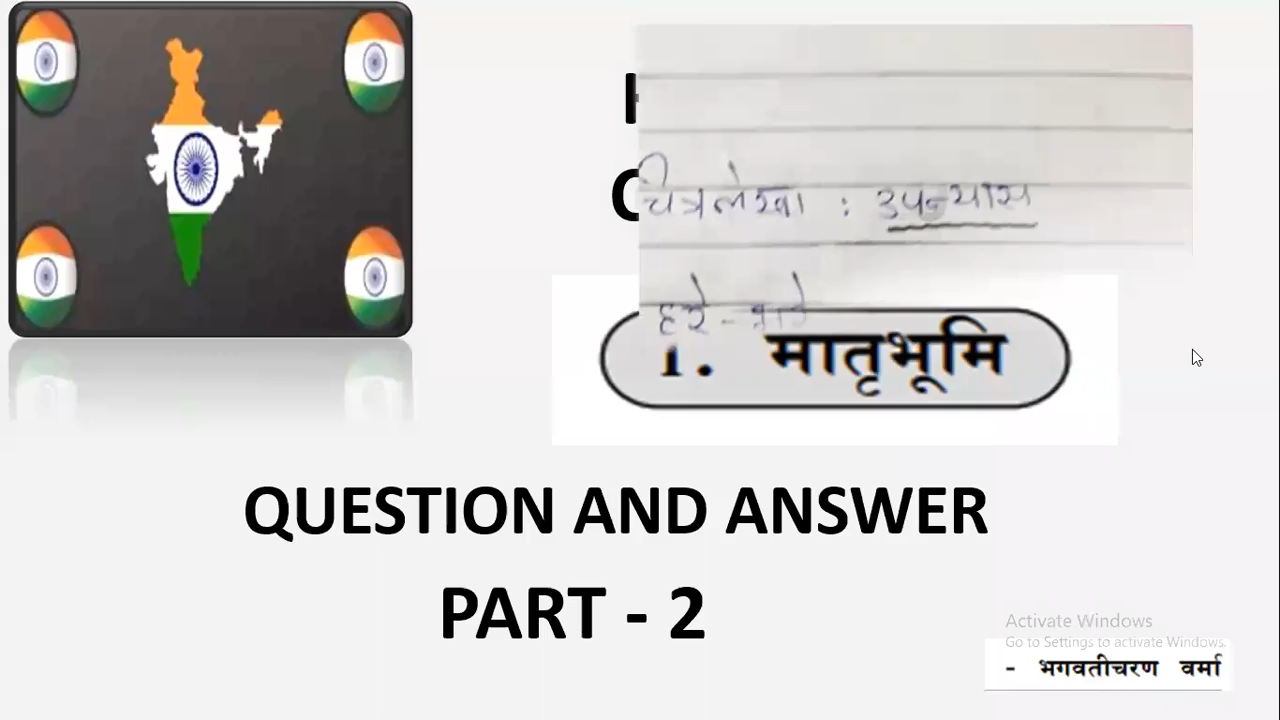 चित्रलेखा : उपन्यास
हरे -
1. मातृभूमि
QUESTION AND ANSWER
PART - 2
Activate Windows
Go to Settings to activate Windows.
- भगवतीचरण वर्मा